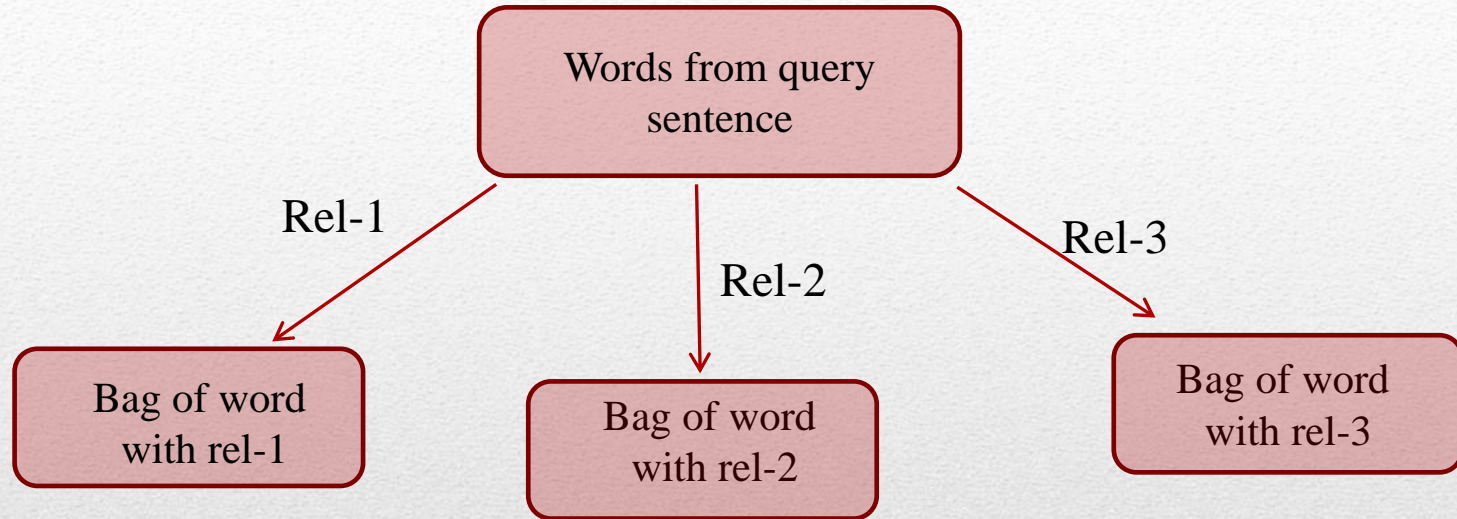 Words from query
sentence
Rel-1
Rel-2
Rel-3
Bag of word
with rel-1
Bag of word
with rel-2
Bag of word
with rel-3